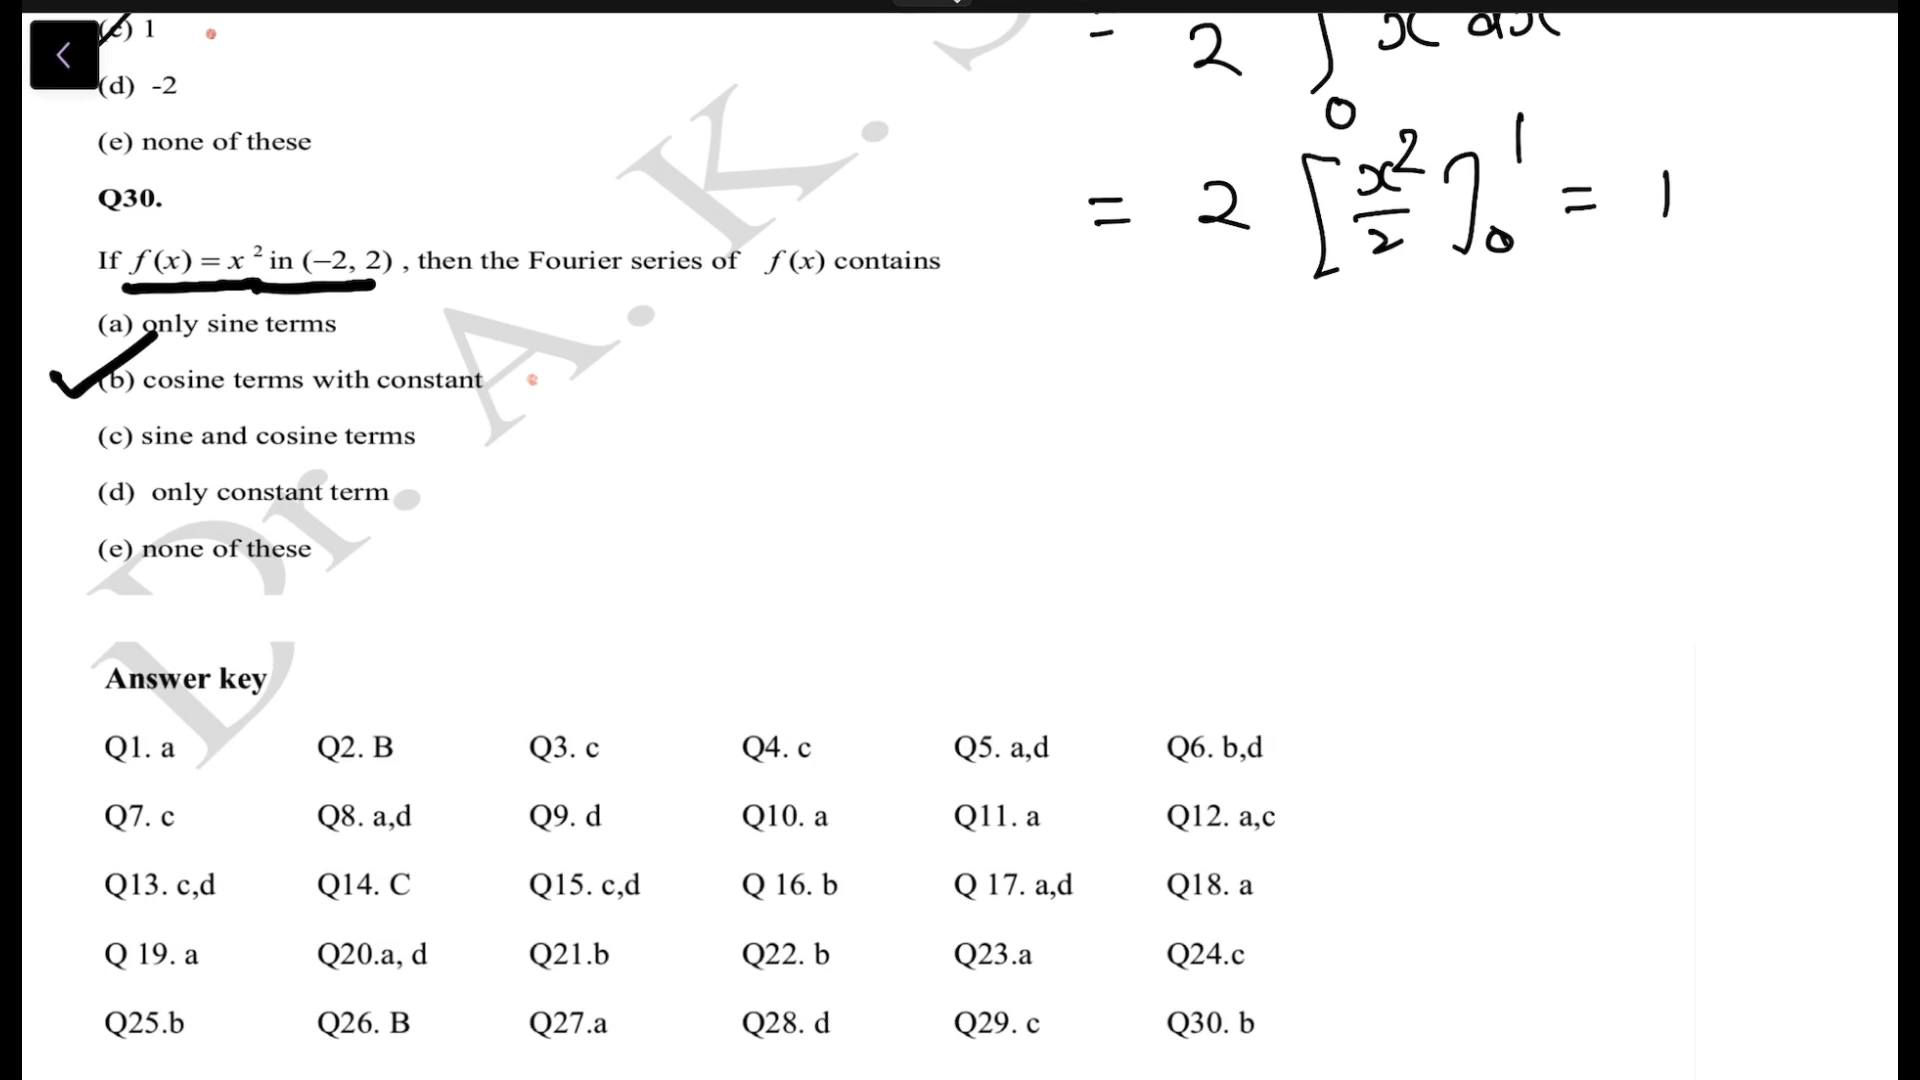 (c) 1
(d) -2
(e) none of these
Q30.
If f(x) = x² in (−2, 2) , then the Fourier series of f(x) contains
(a) only sine terms
(b) cosine terms with constant
(c) sine and cosine terms
(d) only constant term
(e) none of these
= 2 ∫₀ x dx
= 2 [x²/2]₀¹ = 1
Dr. A. K.
Answer key
Q1. a Q2. B Q3. c Q4. c Q5. a,d Q6. b,d
Q7. c Q8. a,d Q9. d Q10. a Q11. a Q12. a,c
Q13. c,d Q14. C Q15. c,d Q 16. b Q 17. a,d Q18. a
Q 19. a Q20.a, d Q21.b Q22. b Q23.a Q24.c
Q25.b Q26. B Q27.a Q28. d Q29. c Q30. b